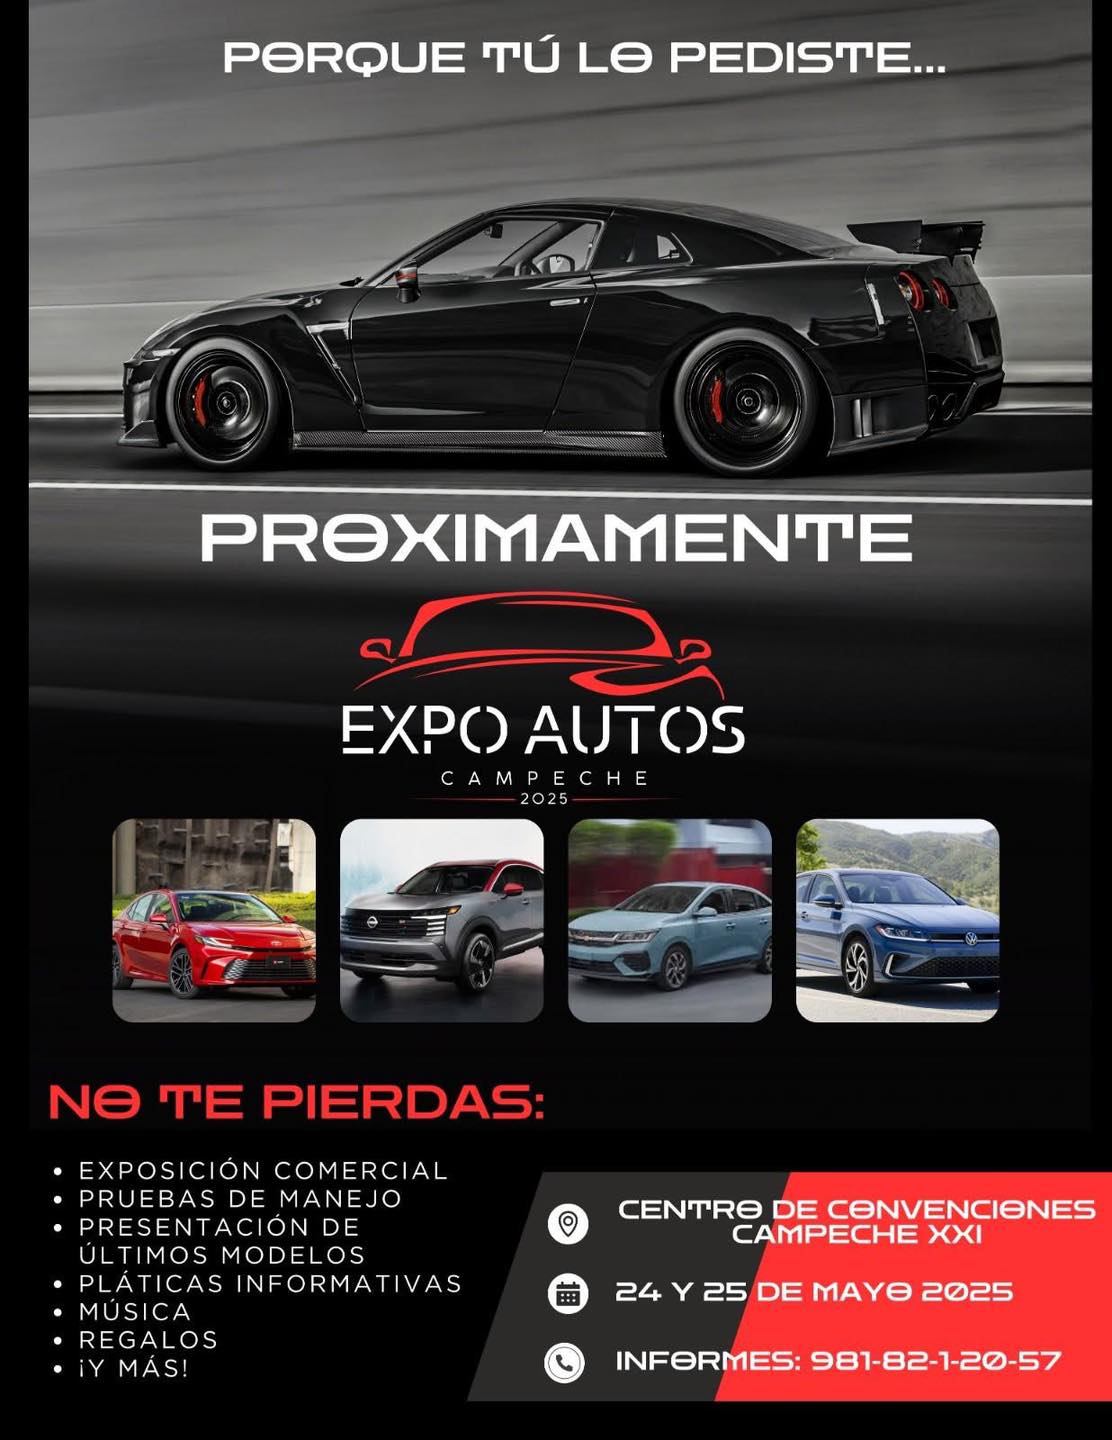 PORQUE TÚ LO PEDISTE...
PROXIMAMENTE
EXPO AUTOS
CAMPECHE
2025
NO TE PIERDAS:
• EXPOSICIÓN COMERCIAL
• PRUEBAS DE MANEJO
• PRESENTACIÓN DE
ÚLTIMOS MODELOS
• PLÁTICAS INFORMATIVAS
• MÚSICA
• REGALOS
• ¡Y MÁS!
CENTRO DE CONVENCIONES
CAMPECHE XXI
24 Y 25 DE MAYO 2025
INFORMES: 981-82-1-20-57